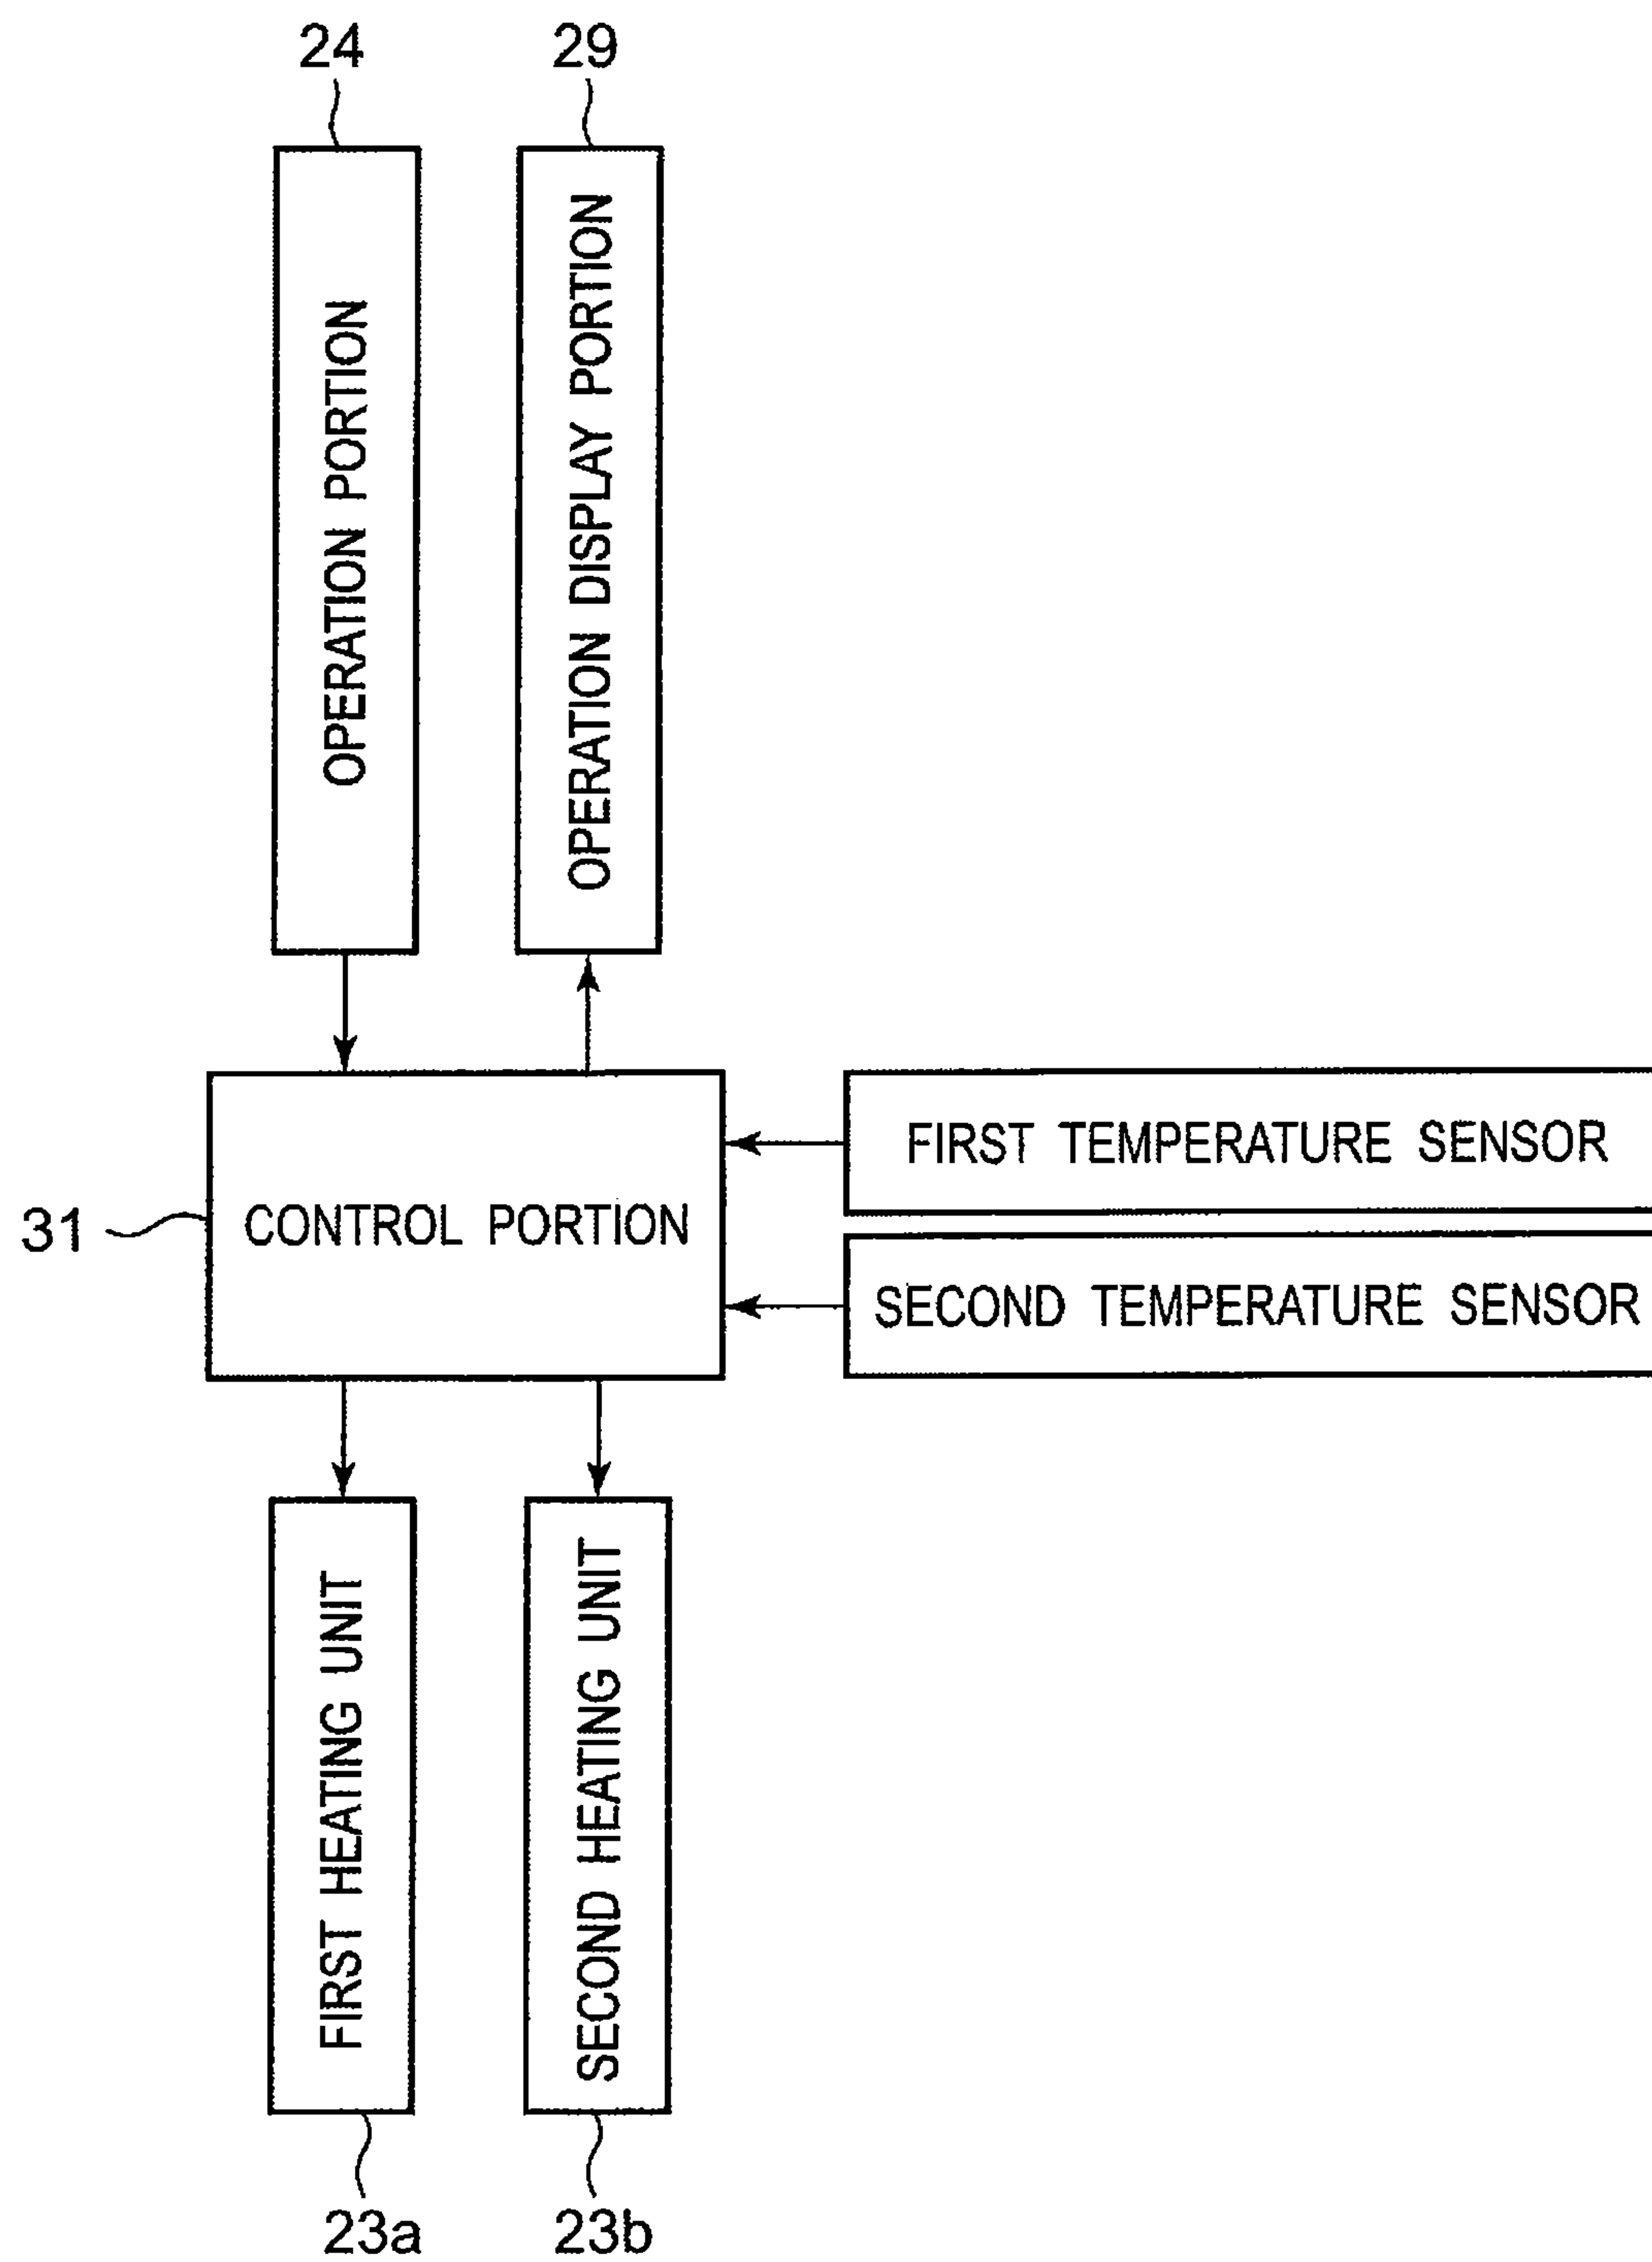 24
29
OPERATION PORTION
OPERATION DISPLAY PORTION
FIRST TEMPERATURE SENSOR
31
CONTROL PORTION
SECOND TEMPERATURE SENSOR
FIRST HEATING UNIT
SECOND HEATING UNIT
23a
23b